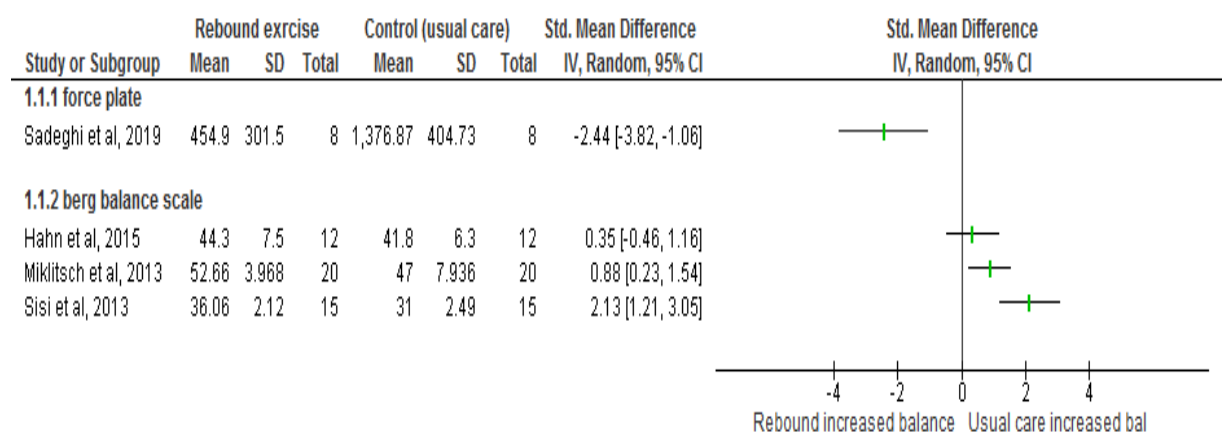 Rebound exrcise Control (usual care) Std. Mean Difference Std. Mean Difference
Study or Subgroup Mean SD Total Mean SD Total IV, Random, 95% CI IV, Random, 95% CI
1.1.1 force plate
Sadeghi et al, 2019 454.9 301.5 8 1,376.87 404.73 8 -2.44 [-3.82, -1.06]
1.1.2 berg balance scale
Hahn et al, 2015 44.3 7.5 12 41.8 6.3 12 0.35 [-0.46, 1.16]
Miklitsch et al, 2013 52.66 3.968 20 47 7.936 20 0.88 [0.23, 1.54]
Sisi et al, 2013 36.06 2.12 15 31 2.49 15 2.13 [1.21, 3.05]
-4 -2 0 2 4
Rebound increased balance Usual care increased bal